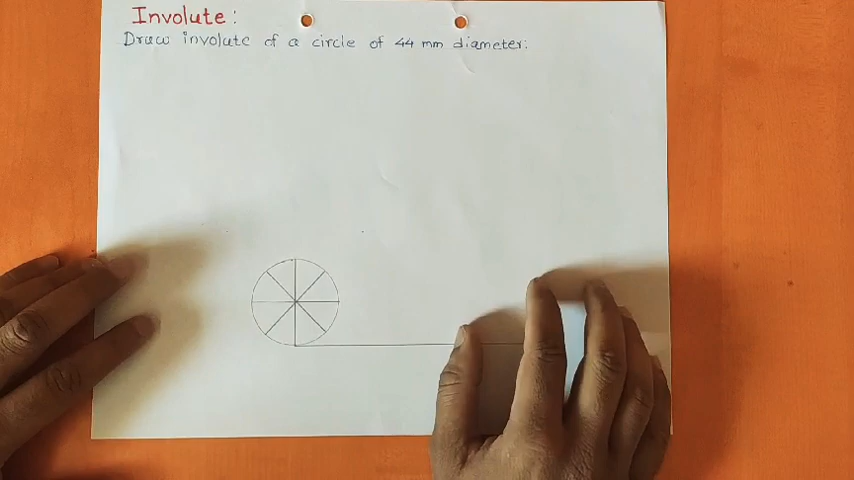 Involute:
Draw involute of a circle of 44 mm diameter: